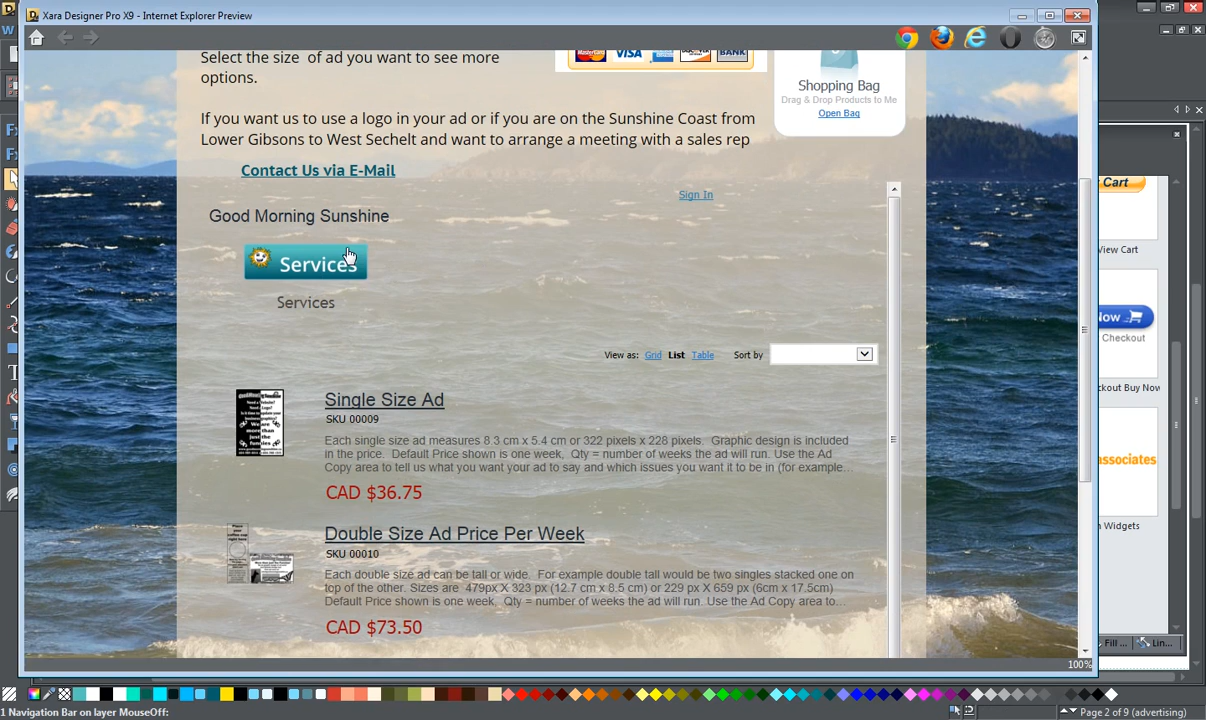 Xara Designer Pro X9 - Internet Explorer Preview
Select the size of ad you want to see more
options.
VISA
BANK
Shopping Bag
Drag & Drop Products to Me
Open Bag
If you want us to use a logo in your ad or if you are on the Sunshine Coast from
Lower Gibsons to West Sechelt and want to arrange a meeting with a sales rep
Contact Us via E-Mail
Sign In
Good Morning Sunshine
Services
Services
View as: Grid List Table Sort by
Single Size Ad
SKU 00009
Each single size ad measures 8 3 cm x 5.4 cm or 322 pixels x 228 pixels. Graphic design is included
in the price. Default Price shown is one week, Qty = number of weeks the ad will run. Use the Ad
Copy area to tell us what you want your ad to say and which issues you want it to be in (for example...
CAD $36.75
Double Size Ad Price Per Week
SKU 00010
Each double size ad can be tall or wide. For example double tall would be two singles stacked one on
top of the other. Sizes are 479px X 323 px (12.7 cm x 8.5 cm) or 229 px X 659 px (6cm x 17.5cm)
Default Price shown is one week, Qty = number of weeks the ad will run. Use the Ad Copy area to...
CAD $73.50
100%
Cart
View Cart
Now
Checkout
ckout Buy Now
associates
n Widgets
Fill ...
Lin...
1 Navigation Bar on layer MouseOff:
Page 2 of 9 (advertising)